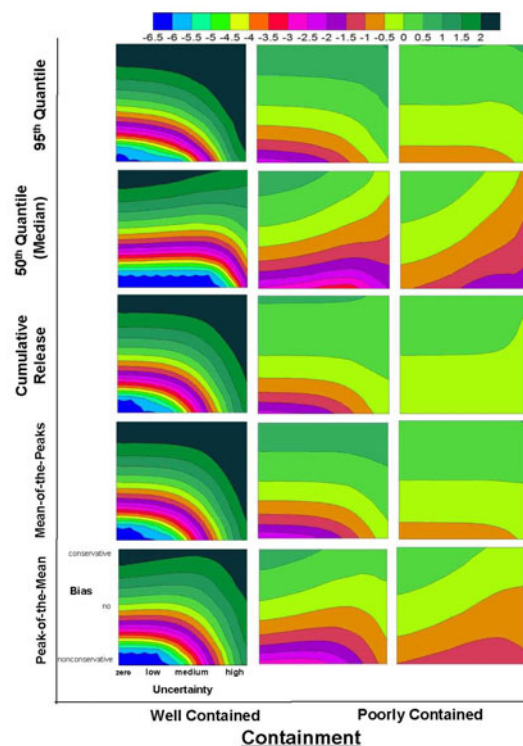 -6.5 -6 -5.5 -5 -4.5 -4 -3.5 -3 -2.5 -2 -1.5 -1 -0.5 0 0.5 1 1.5 2
95th Quantile
50th Quantile
(Median)
Cumulative
Release
Mean-of-the-Peaks
Peak-of-the-Mean
conservative
Bias
no
nonconservative
zero low medium high
Uncertainty
Well Contained Poorly Contained
Containment